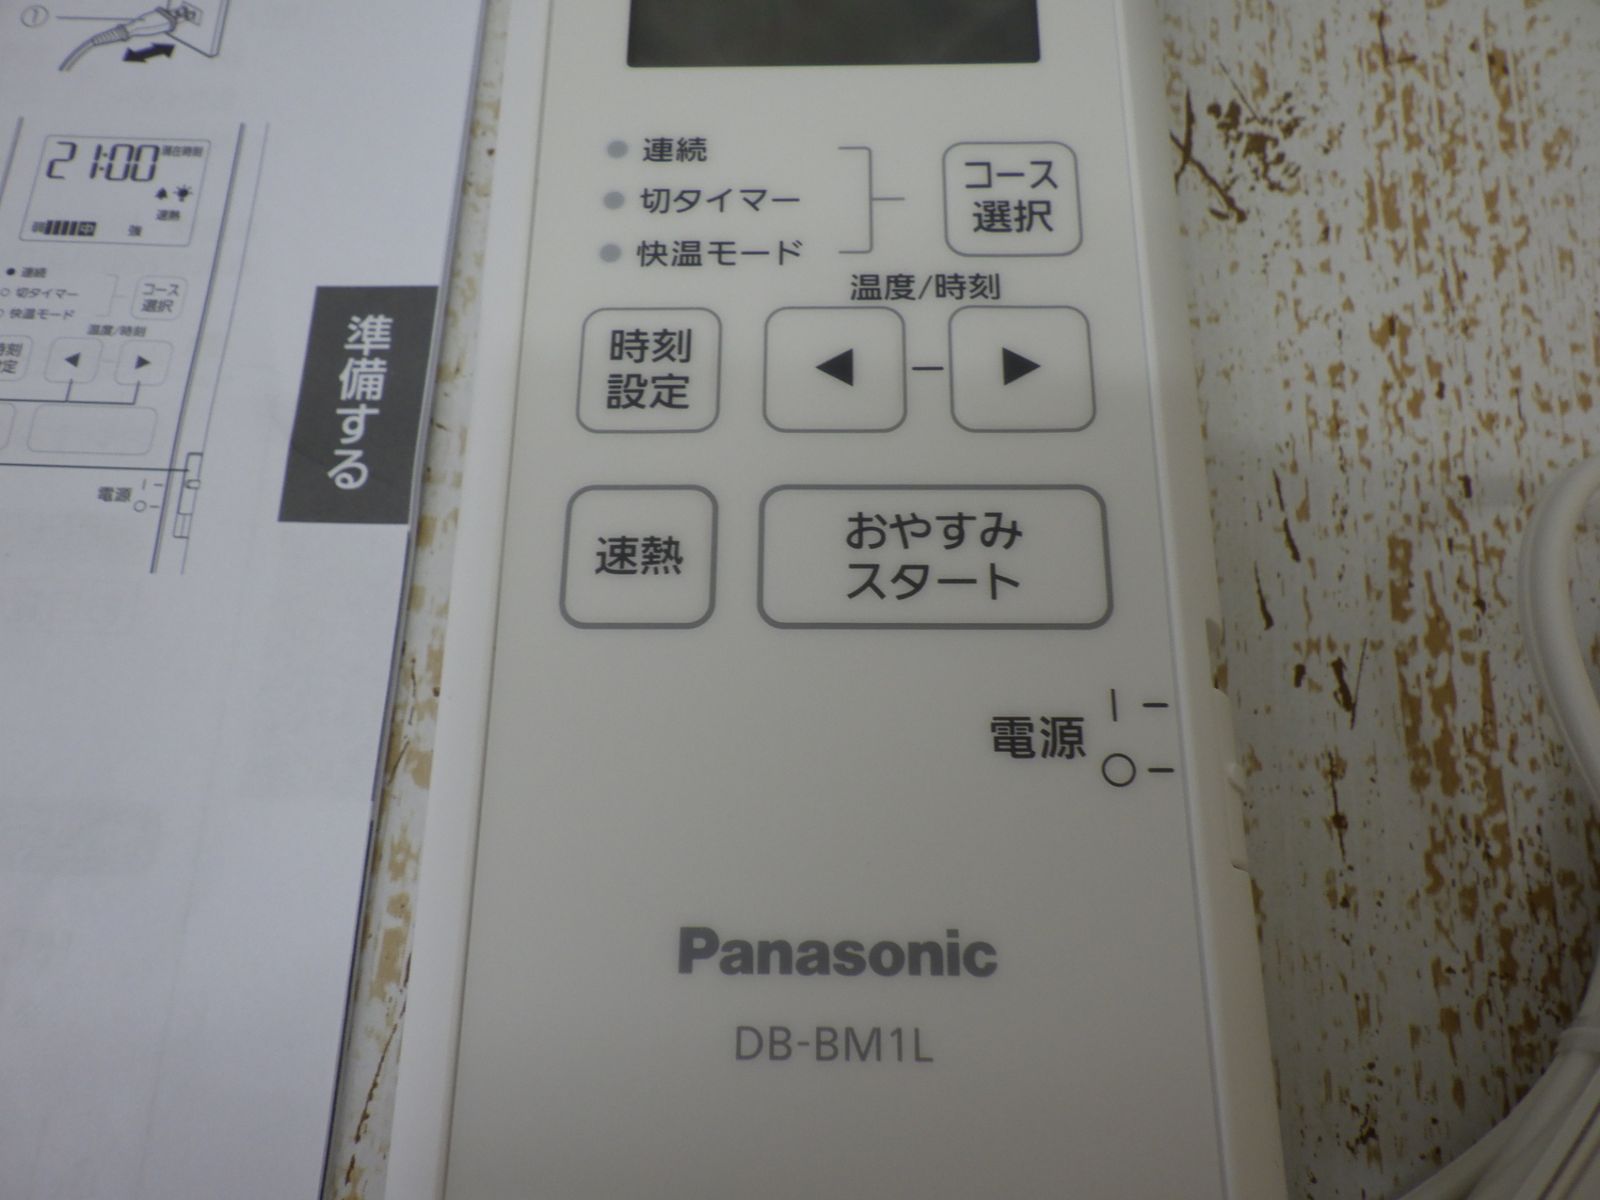 ①
21:00
現在時刻
速熱
中
強
連続
切タイマー
快温モード
コース
選択
温度/時刻
時刻
設定
◀
▶
電源
準備する
連続
切タイマー
快温モード
コース
選択
温度/時刻
時刻
設定
◀
▶
速熱
おやすみ
スタート
電源
Panasonic
DB-BM1L